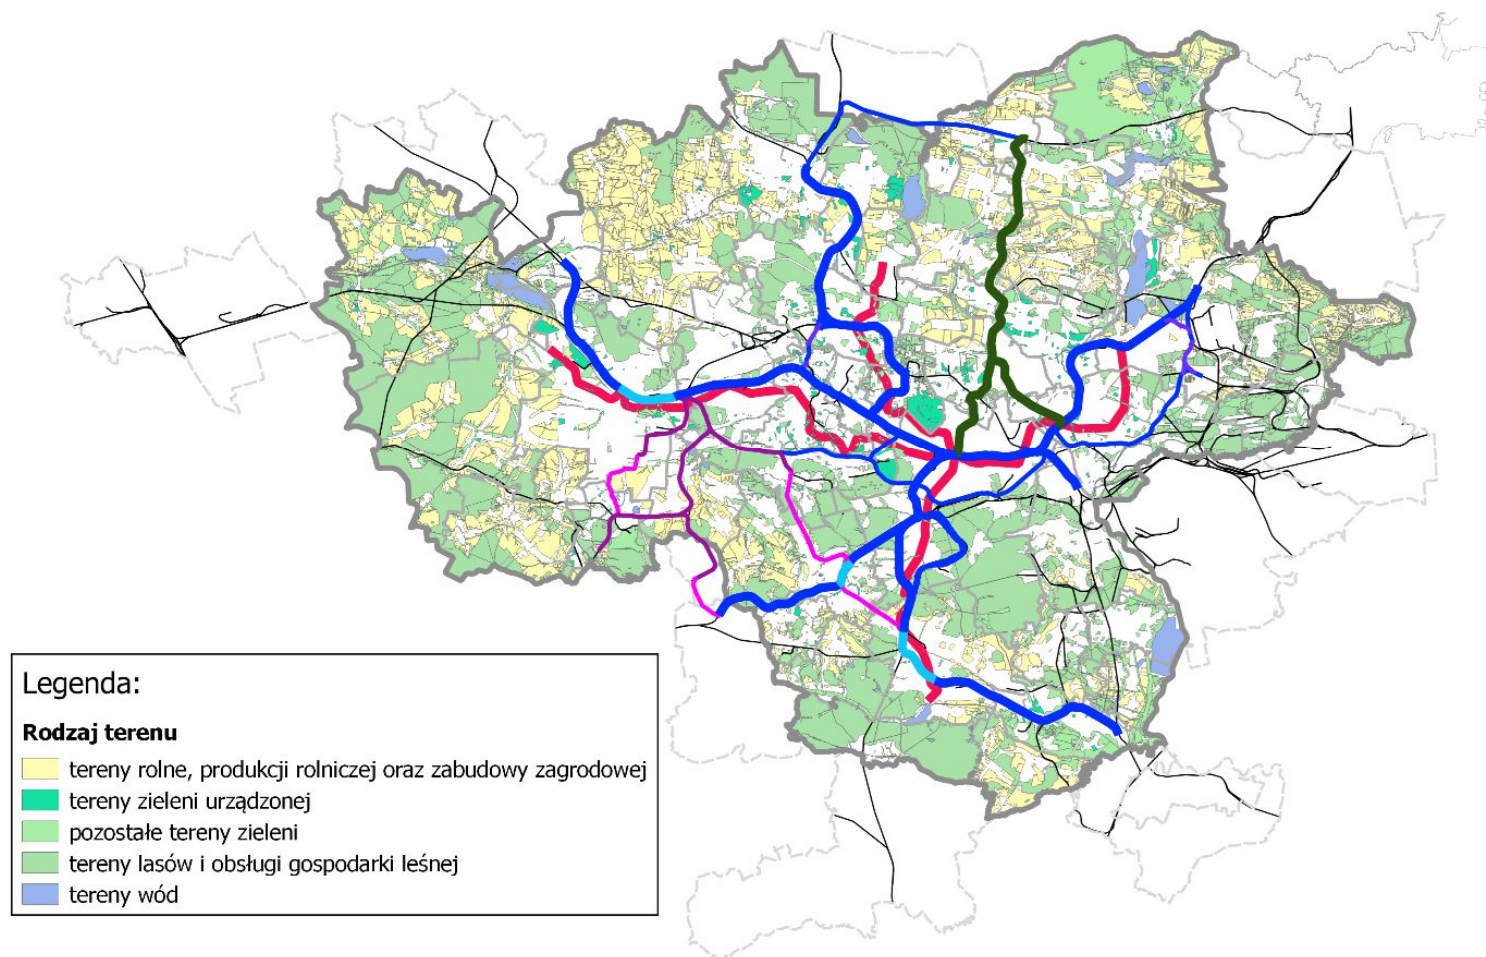 Legenda:
Rodzaj terenu
tereny rolne, produkcji rolniczej oraz zabudowy zagrodowej
tereny zieleni urządzonej
pozostałe tereny zieleni
tereny lasów i obsługi gospodarki leśnej
tereny wód